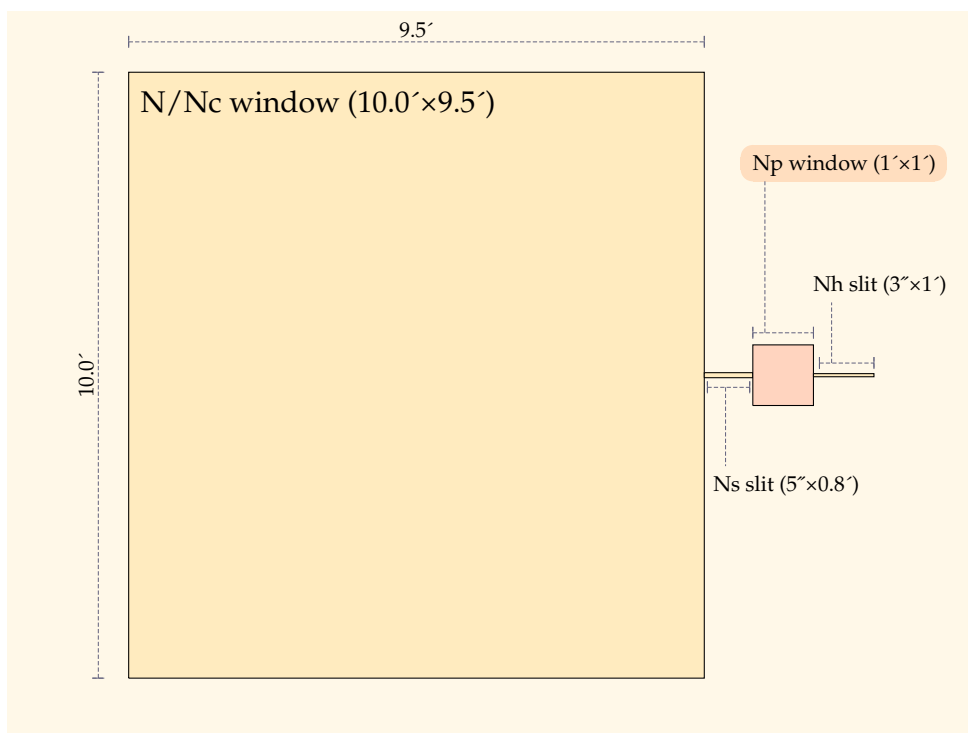 9.5´
N/Nc window (10.0´×9.5´)
Np window (1´×1´)
Nh slit (3˝×1´)
10.0´
Ns slit (5˝×0.8´)